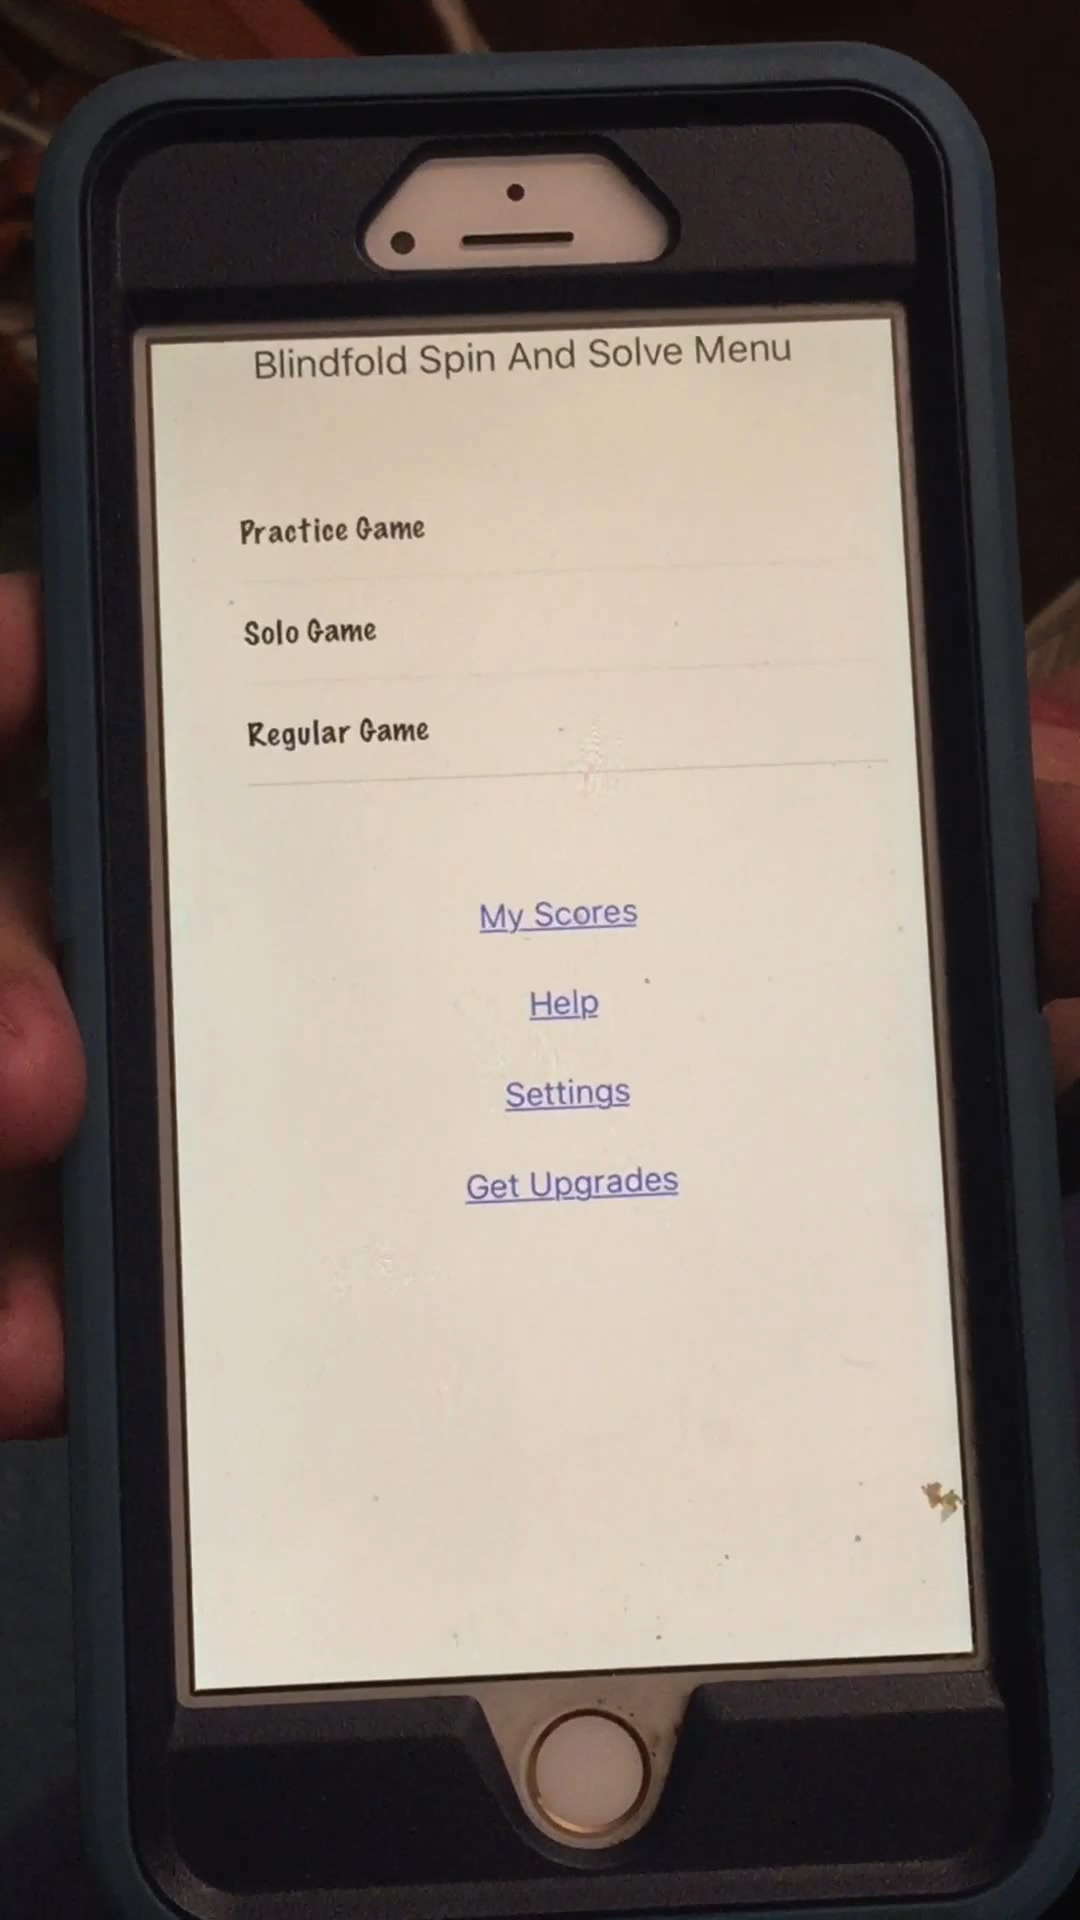 Blindfold Spin And Solve Menu
Practice Game
Solo Game
Regular Game
My Scores
Help
Settings
Get Upgrades